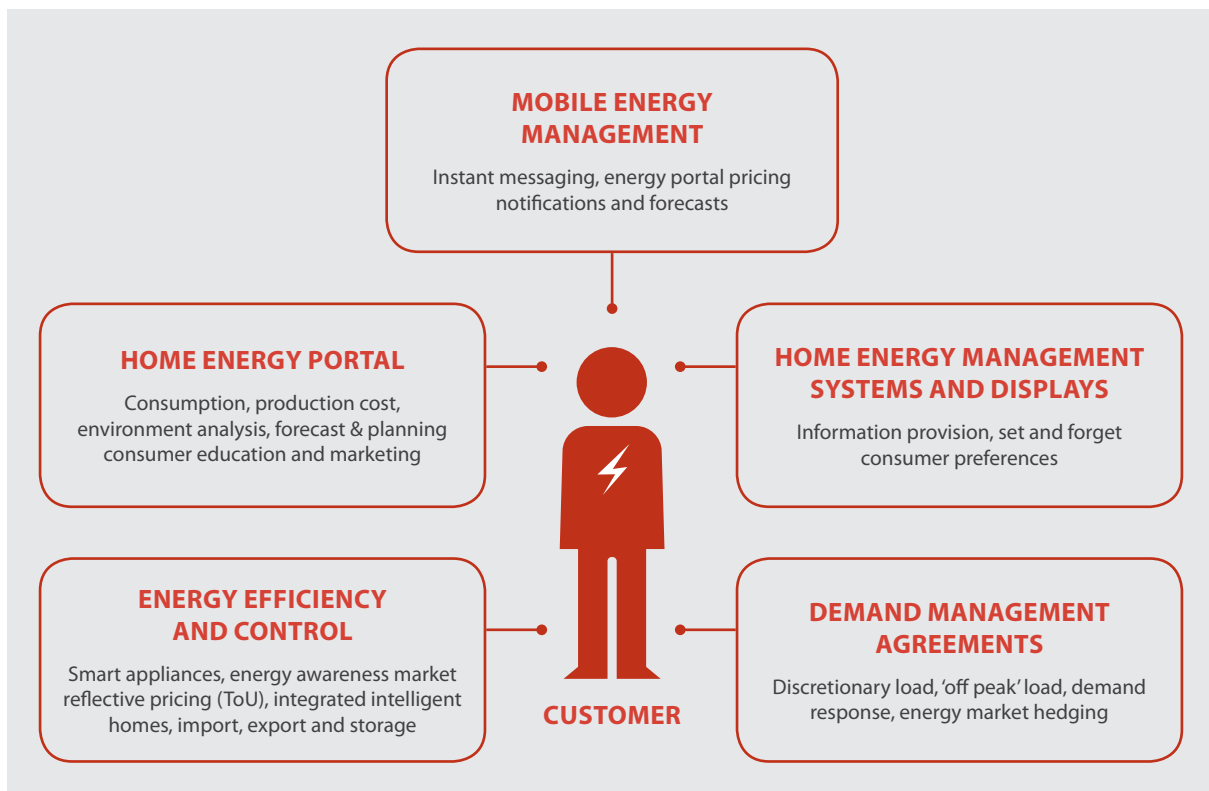 MOBILE ENERGY
MANAGEMENT
Instant messaging, energy portal pricing
notifications and forecasts
HOME ENERGY PORTAL
Consumption, production cost,
environment analysis, forecast & planning
consumer education and marketing
HOME ENERGY MANAGEMENT
SYSTEMS AND DISPLAYS
Information provision, set and forget
consumer preferences
ENERGY EFFICIENCY
AND CONTROL
Smart appliances, energy awareness market
reflective pricing (ToU), integrated intelligent
homes, import, export and storage
CUSTOMER
DEMAND MANAGEMENT
AGREEMENTS
Discretionary load, ‘off peak’ load, demand
response, energy market hedging